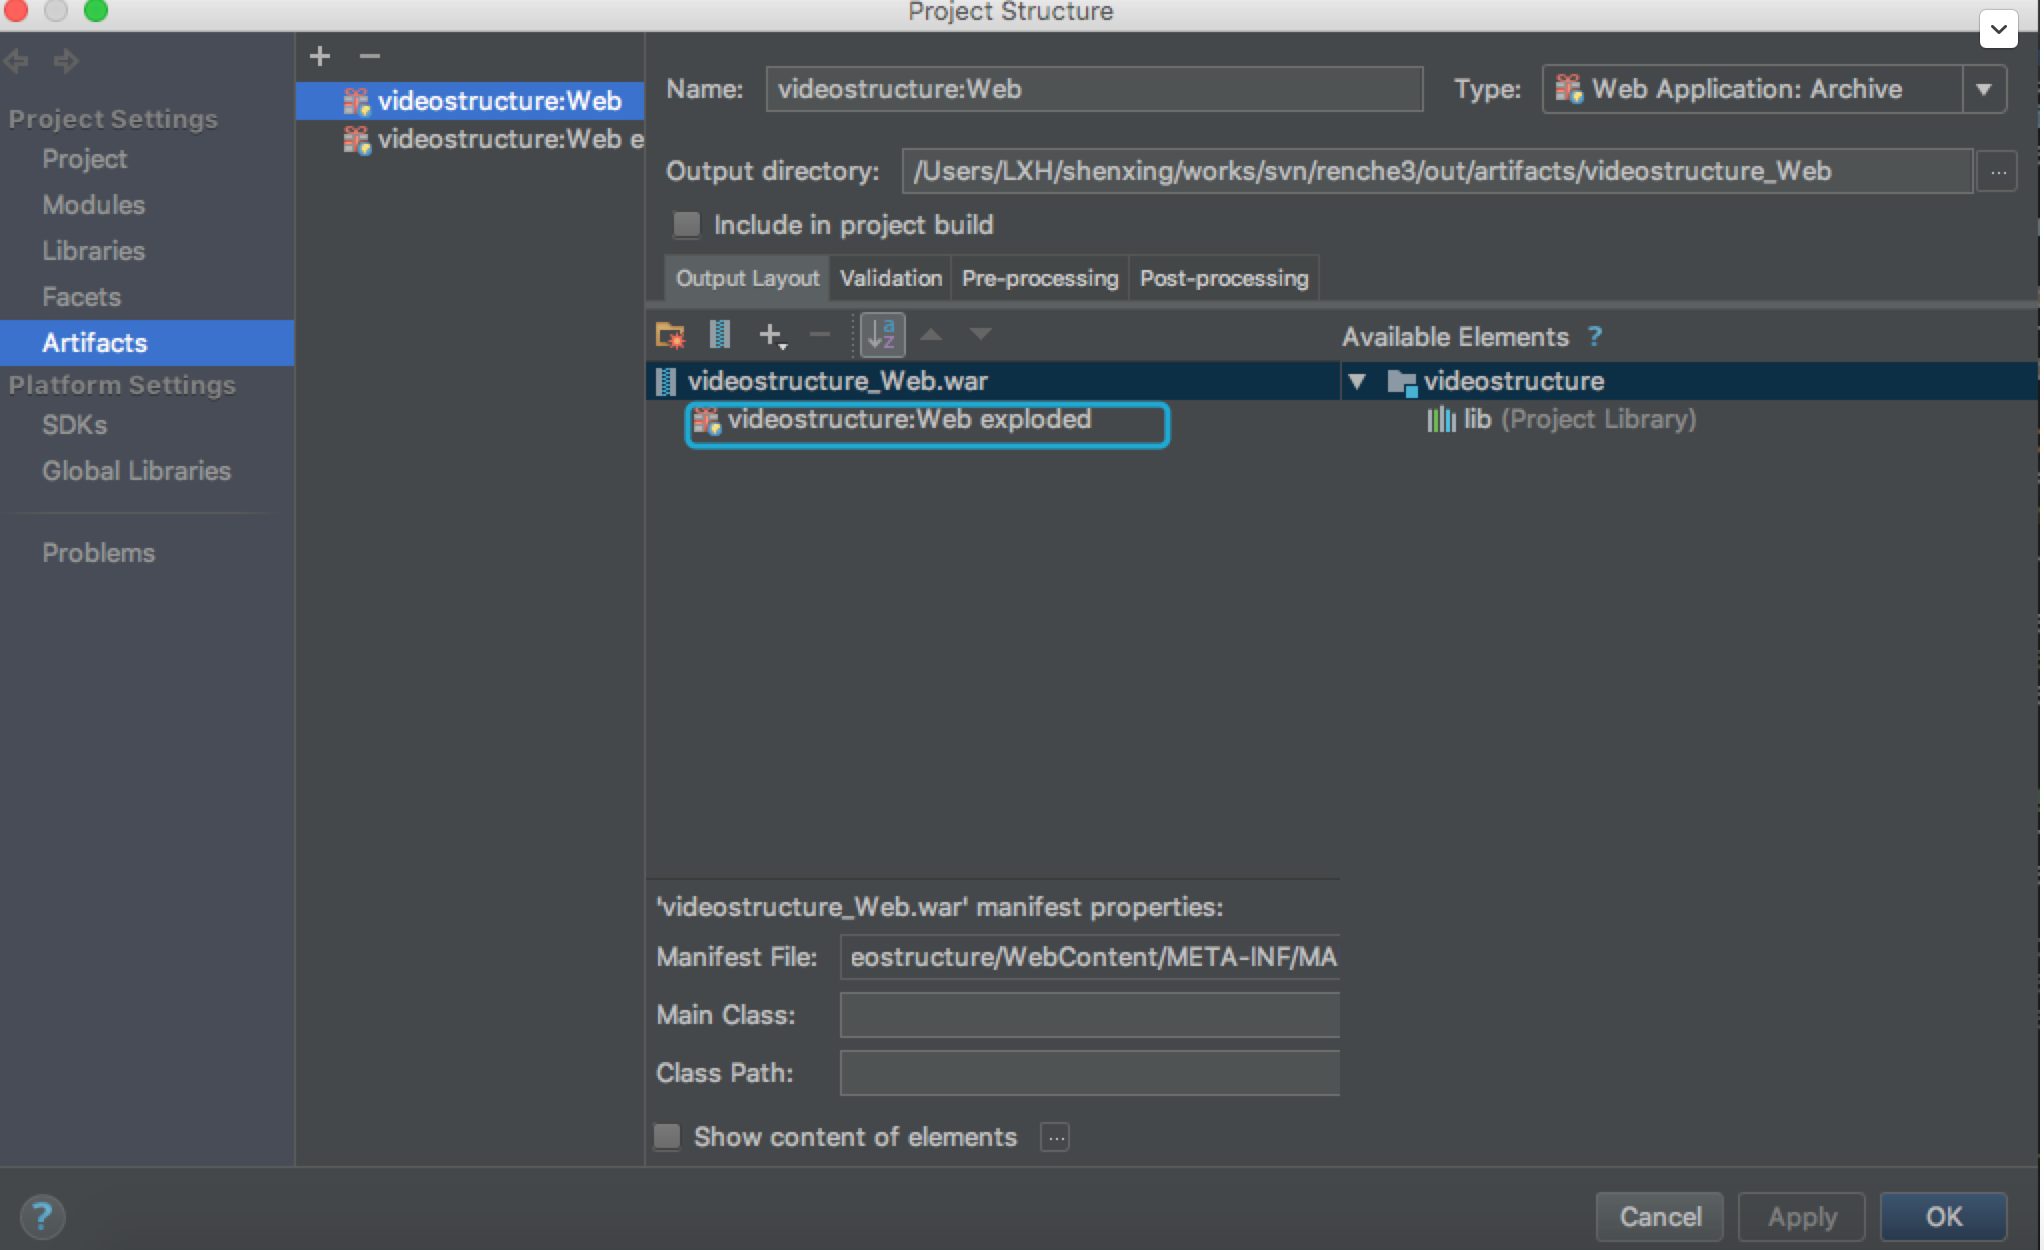 Project Structure
Project Settings
Project
Modules
Libraries
Facets
Artifacts
Platform Settings
SDKs
Global Libraries
Problems
videostructure:Web
videostructure:Web e
Name: videostructure:Web Type: Web Application: Archive
Output directory: /Users/LXH/shenxing/works/svn/renche3/out/artifacts/videostructure_Web ...
Include in project build
Output Layout Validation Pre-processing Post-processing
Available Elements ?
videostructure_Web.war
videostructure:Web exploded
videostructure
lib (Project Library)
'videostructure_Web.war' manifest properties:
Manifest File: eostructure/WebContent/META-INF/MA
Main Class:
Class Path:
Show content of elements ...
? Cancel Apply OK